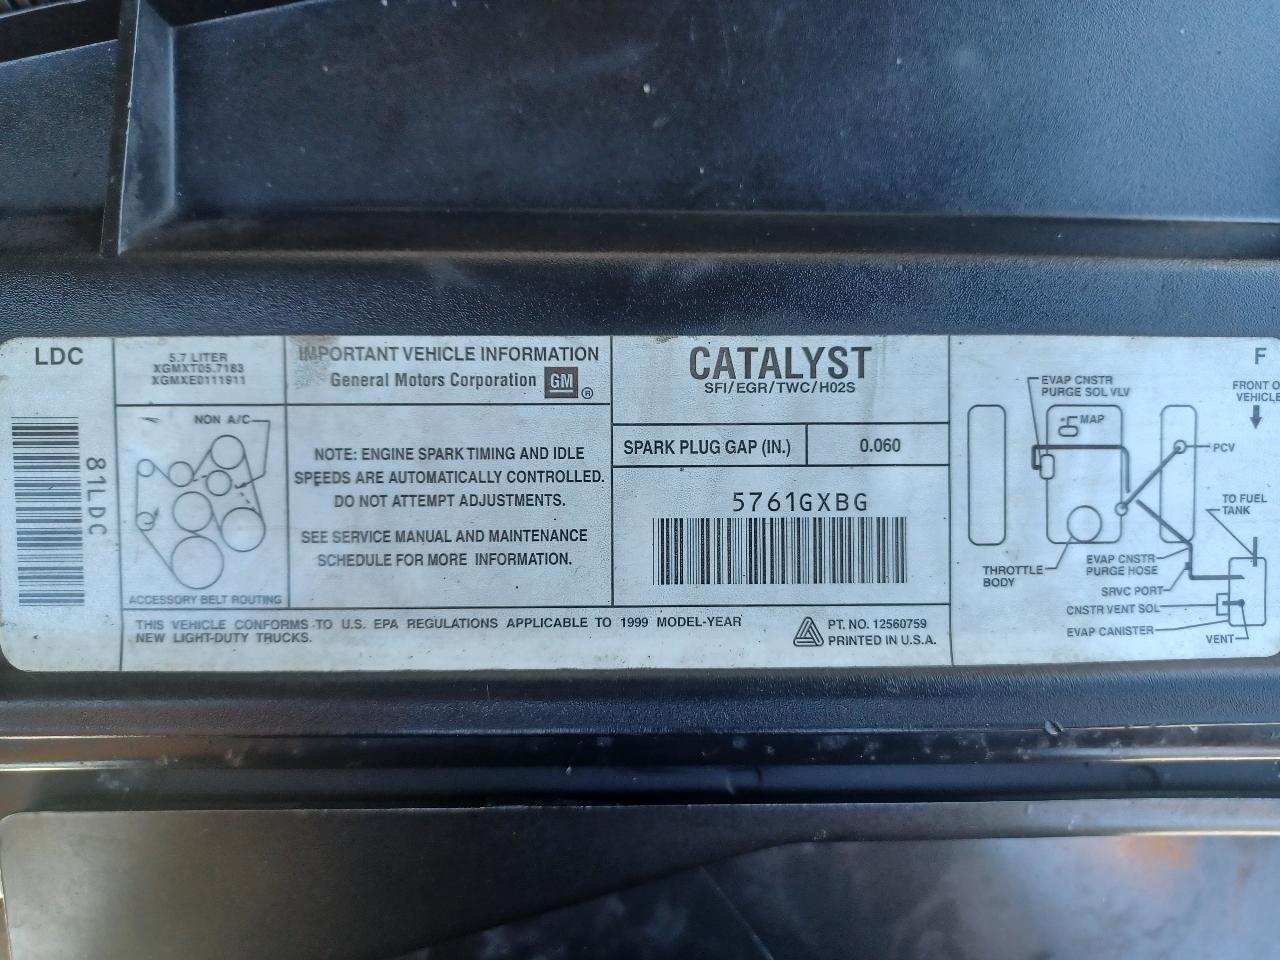 LDC
81LDC
5.7 LITER
XGMXT05.7183
XGMXE0111911
NON A/C
ACCESSORY BELT ROUTING
IMPORTANT VEHICLE INFORMATION
General Motors Corporation GM ®
NOTE: ENGINE SPARK TIMING AND IDLE
SPEEDS ARE AUTOMATICALLY CONTROLLED.
DO NOT ATTEMPT ADJUSTMENTS.
SEE SERVICE MANUAL AND MAINTENANCE
SCHEDULE FOR MORE INFORMATION.
CATALYST
SFI/EGR/TWC/HO2S
SPARK PLUG GAP (IN.) 0.060
5761GXBG
THIS VEHICLE CONFORMS TO U.S. EPA REGULATIONS APPLICABLE TO 1999 MODEL-YEAR
NEW LIGHT-DUTY TRUCKS.
PT. NO. 12560759
PRINTED IN U.S.A.
F
FRONT O
VEHICLE
EVAP CNSTR
PURGE SOL VLV
MAP
PCV
TO FUEL
TANK
THROTTLE
BODY
EVAP CNSTR
PURGE HOSE
SRVC PORT
CNSTR VENT SOL
EVAP CANISTER
VENT